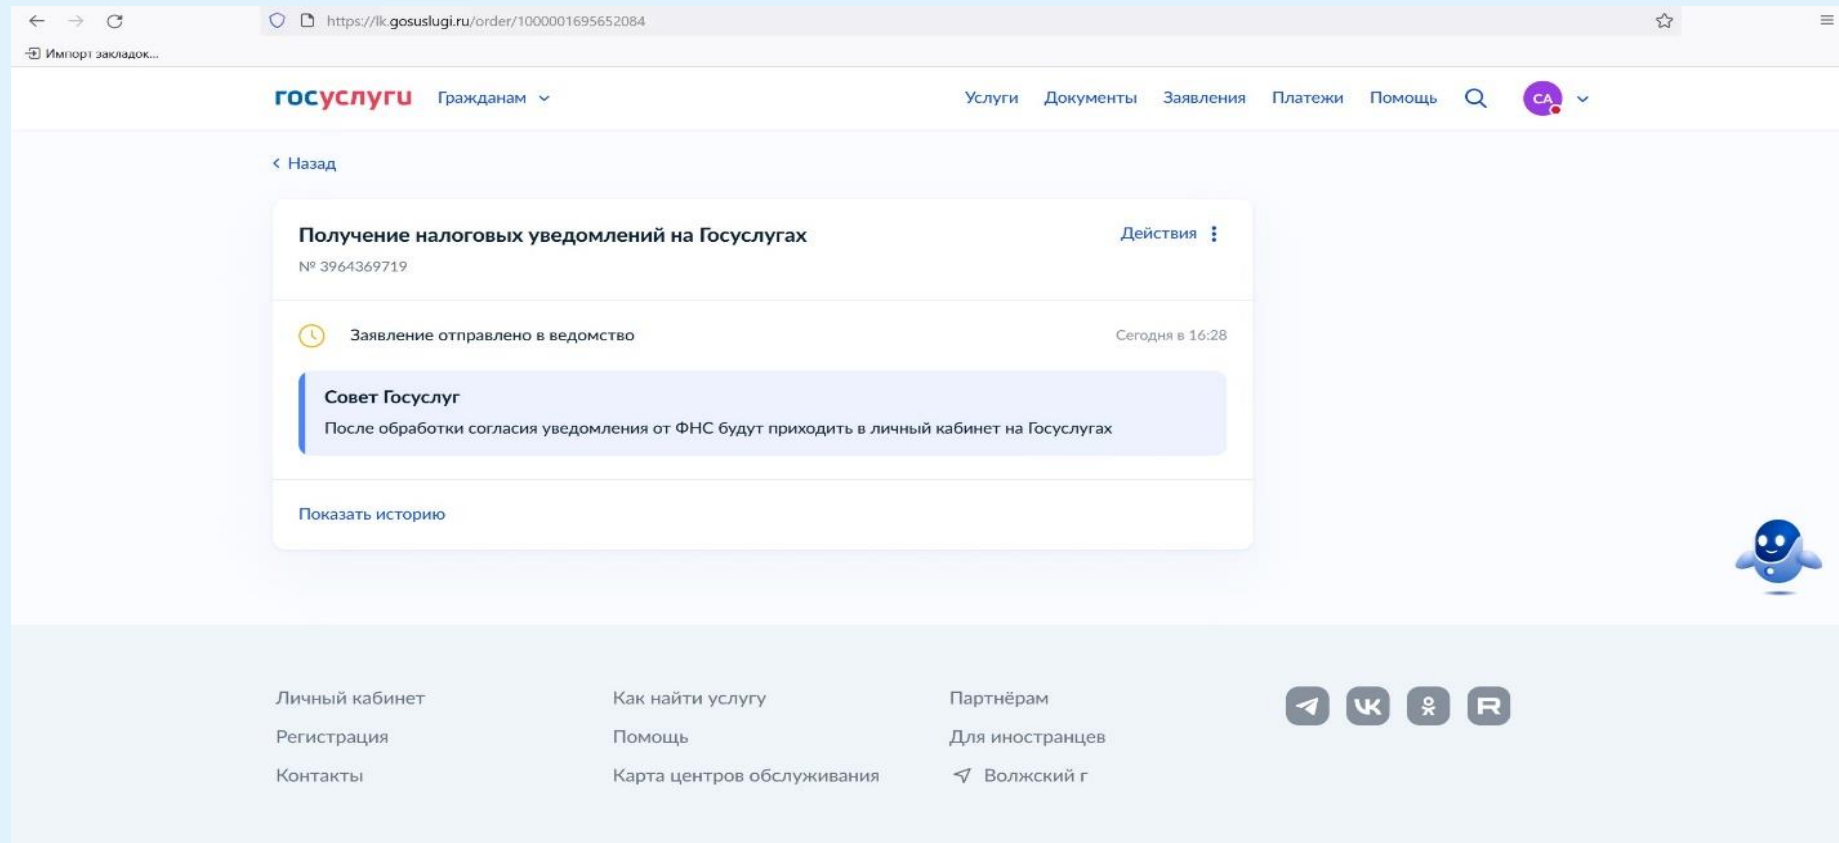 https://lk.gosuslugi.ru/order/1000001695652084
Импорт закладок...
госуслуги Гражданам Услуги Документы Заявления Платежи Помощь СА
Назад
Получение налоговых уведомлений на Госуслугах Действия
№ 3964369719
Заявление отправлено в ведомство Сегодня в 16:28
Совет Госуслуг
После обработки согласия уведомления от ФНС будут приходить в личный кабинет на Госуслугах
Показать историю
Личный кабинет Как найти услугу Партнёрам
Регистрация Помощь Для иностранцев
Контакты Карта центров обслуживания Волжский г